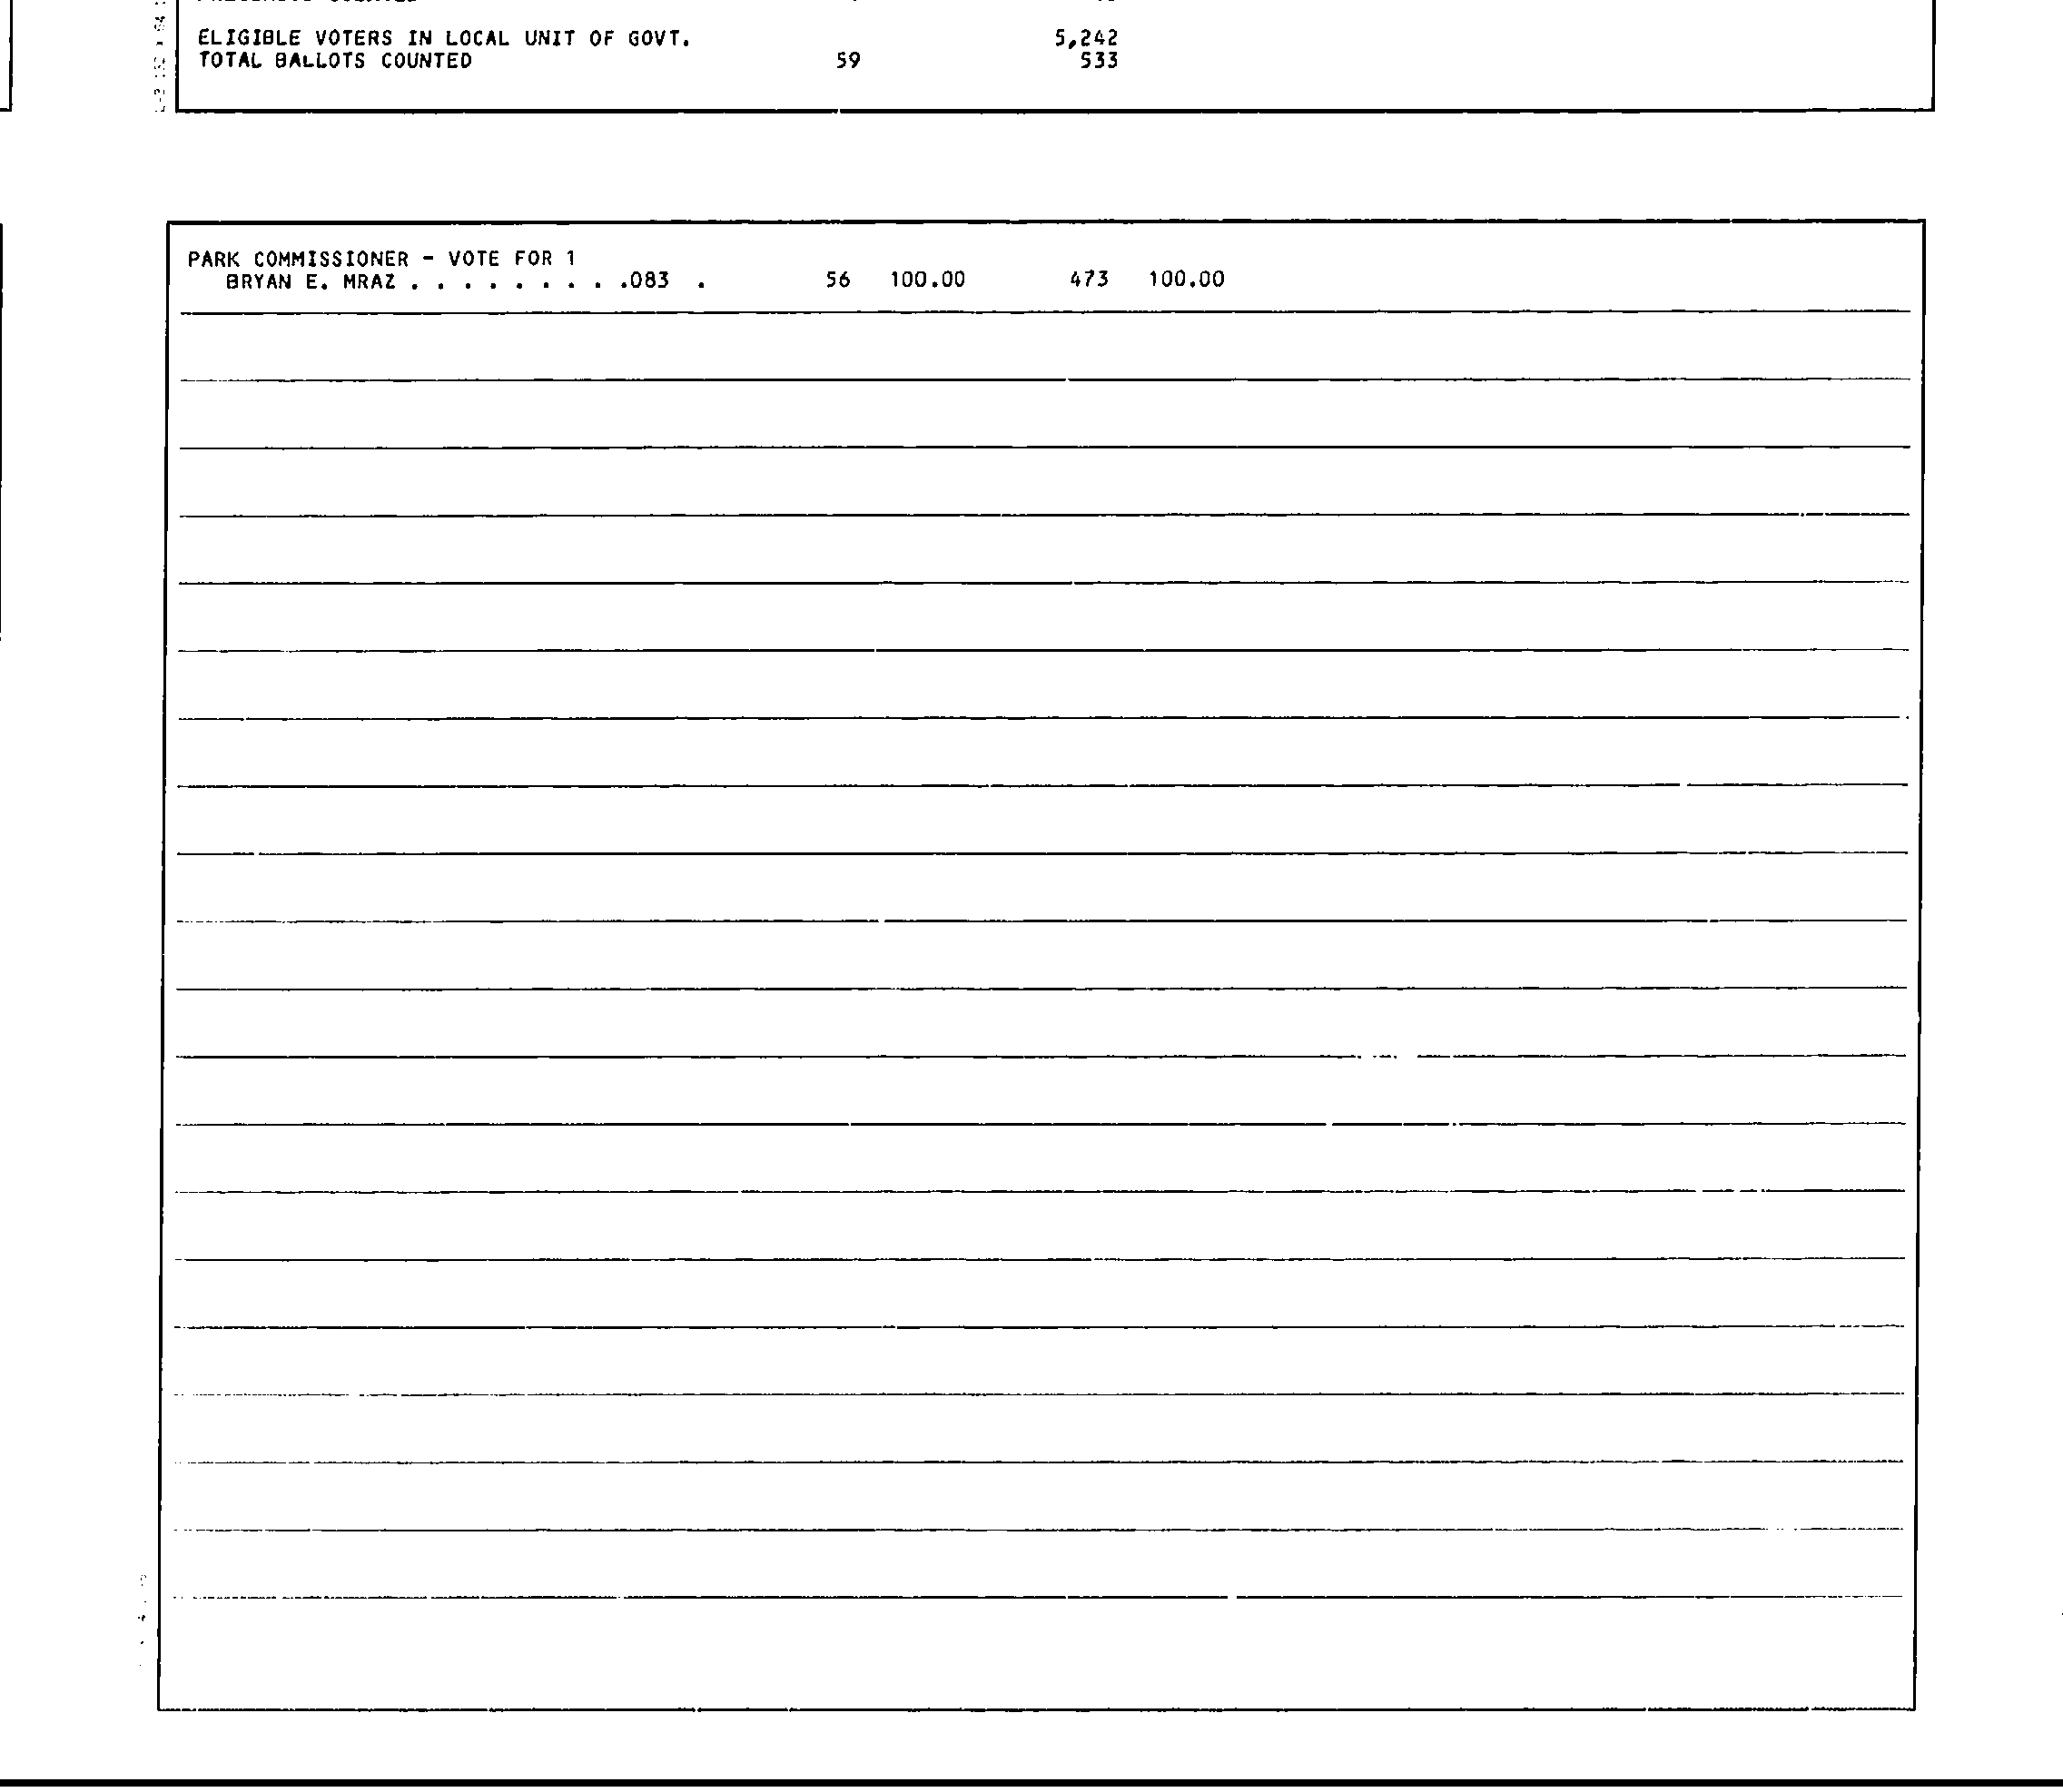 ELIGIBLE VOTERS IN LOCAL UNIT OF GOVT. 5,242
TOTAL BALLOTS COUNTED 59 533
PARK COMMISSIONER - VOTE FOR 1
BRYAN E. MRAZ . . . . . . . . .083 . 56 100.00 473 100.00